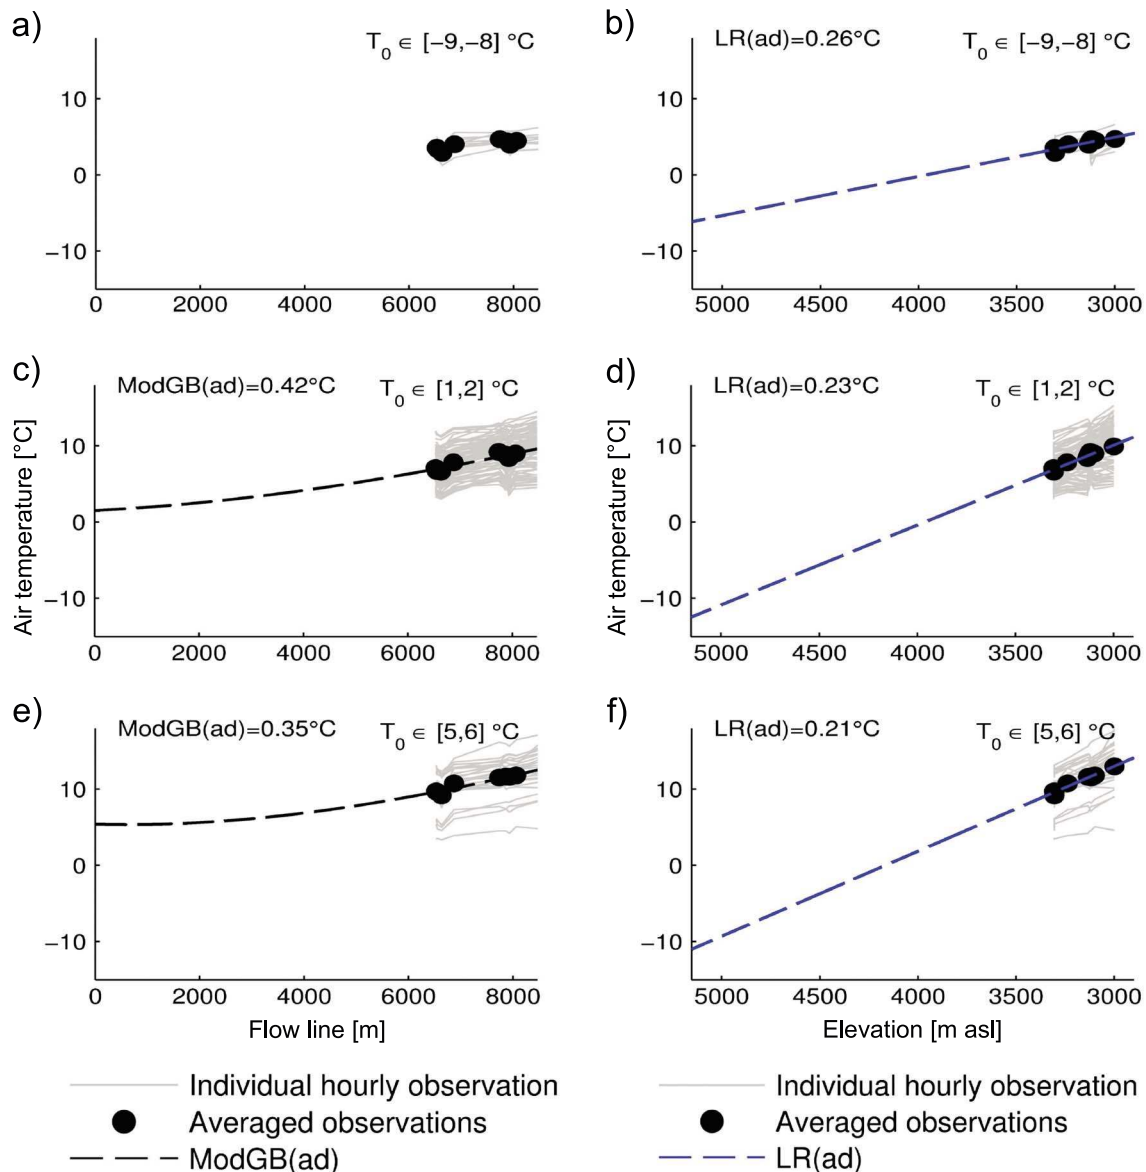 a)
T0 ∈ [-9,-8] °C
10
0
−10
0 2000 4000 6000 8000
b)
LR(ad)=0.26°C T0 ∈ [-9,-8] °C
10
0
−10
5000 4500 4000 3500 3000
c)
ModGB(ad)=0.42°C T0 ∈ [1,2] °C
10
0
−10
0 2000 4000 6000 8000
Air temperature [°C]
d)
LR(ad)=0.23°C T0 ∈ [1,2] °C
10
0
−10
5000 4500 4000 3500 3000
Air temperature [°C]
e)
ModGB(ad)=0.35°C T0 ∈ [5,6] °C
10
0
−10
0 2000 4000 6000 8000
Flow line [m]
f)
LR(ad)=0.21°C T0 ∈ [5,6] °C
10
0
−10
5000 4500 4000 3500 3000
Elevation [m asl]
Individual hourly observation
Averaged observations
ModGB(ad)
Individual hourly observation
Averaged observations
LR(ad)